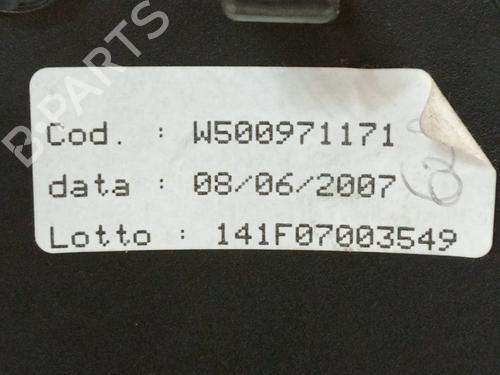 B-PARTS
Cod. : W500971171
data : 08/06/2007
Lotto : 141F07003549